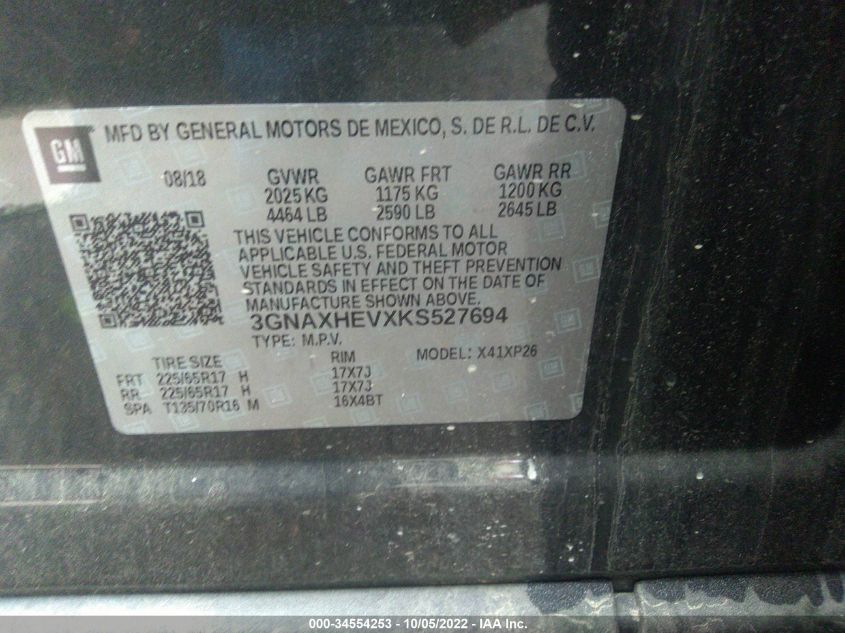 GM
MFD BY GENERAL MOTORS DE MEXICO, S. DE R.L. DE C.V.
08/18 GVWR GAWR FRT GAWR RR
2025 KG 1175 KG 1200 KG
4464 LB 2590 LB 2645 LB
THIS VEHICLE CONFORMS TO ALL
APPLICABLE U.S. FEDERAL MOTOR
VEHICLE SAFETY AND THEFT PREVENTION
STANDARDS IN EFFECT ON THE DATE OF
MANUFACTURE SHOWN ABOVE.
3GNAXHEVXKS527694
TYPE: M.P.V. MODEL: X41XP26
TIRE SIZE RIM
FRT 225/65R17 H 17X7J
RR 225/65R17 H 17X7J
SPA T135/70R16 M 16X4BT
000-34554253 - 10/05/2022 - IAA Inc.